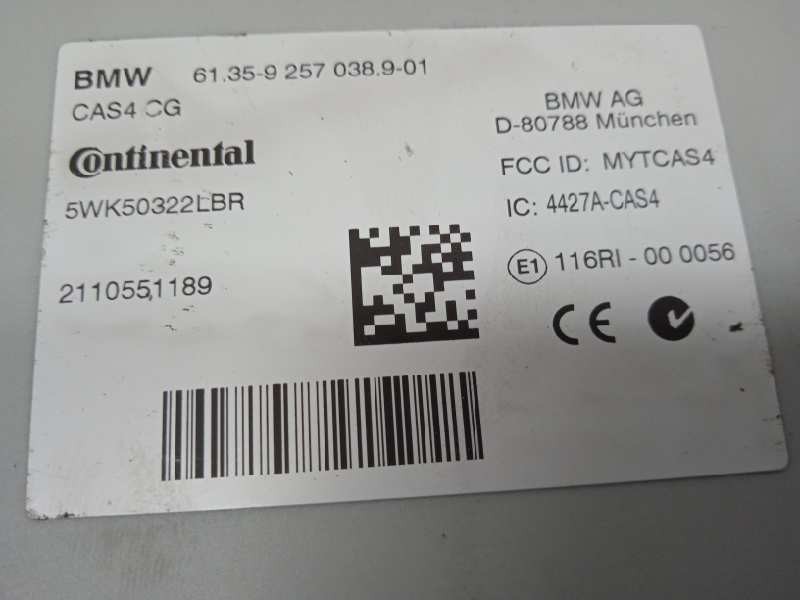 BMW 61.35-9 257 038.9-01
CAS4 CG
Continental
5WK50322LBR
2110551189
BMW AG
D-80788 München
FCC ID: MYTCAS4
IC: 4427A-CAS4
E1 116RI - 00 0056
CE